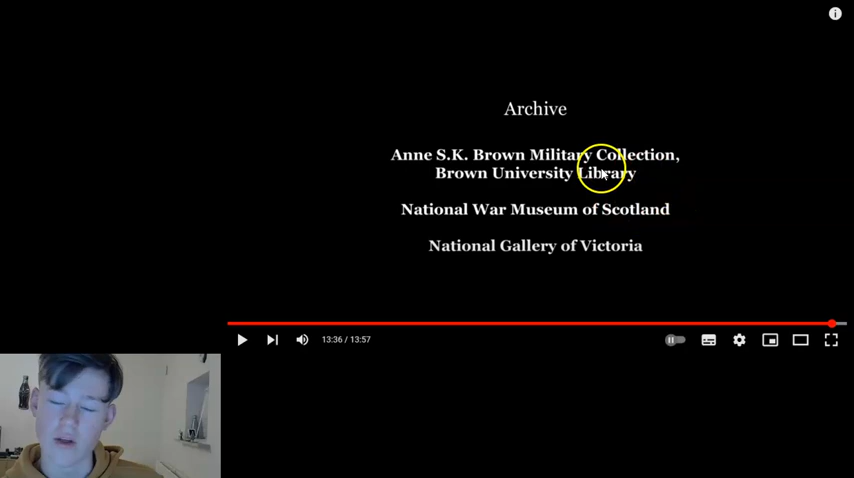 Archive
Anne S.K. Brown Military Collection,
Brown University Library
National War Museum of Scotland
National Gallery of Victoria
13:36 / 13:57